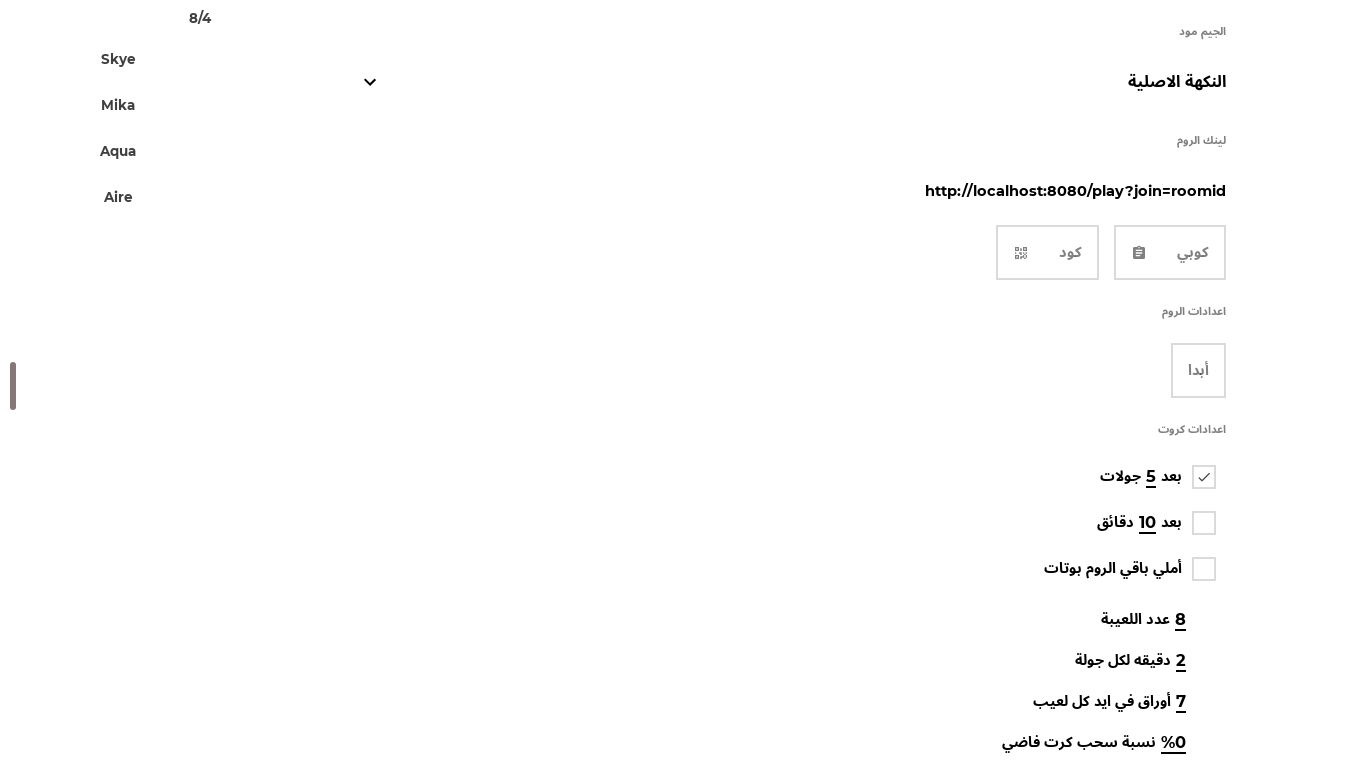 الجيم مود
النكهة الاصلية
لينك الروم
http://localhost:8080/play?join=roomid
كوبي
كود
اعدادات الروم
أبدا
اعدادات كروت
بعد 5 جولات
بعد 10 دقائق
أملي باقي الروم بوتات
8 عدد اللعيبة
2 دقيقه لكل جولة
7 أوراق في ايد كل لعيب
%0 نسبة سحب كرت فاضي
8/4
Skye
Mika
Aqua
Aire